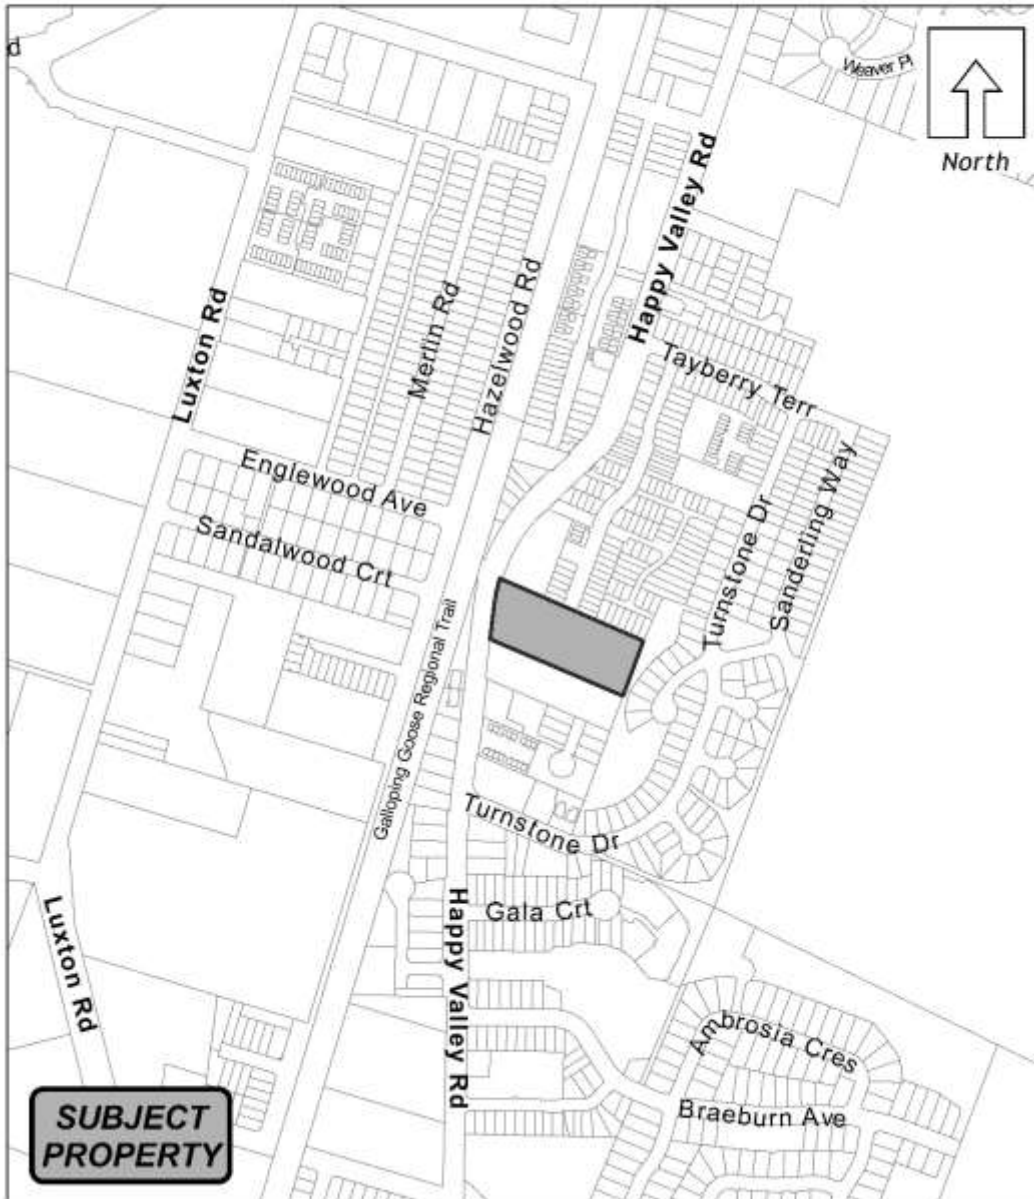 d
Weaver Pl
North
Happy Valley Rd
Hazelwood Rd
Merlin Rd
Luxton Rd
Tayberry Terr
Englewood Ave
Sanderling Way
Turnstone Dr
Sandalwood Crt
Galloping Goose Regional Trail
Turnstone Dr
Gala Crt
Happy Valley Rd
Luxton Rd
Ambrosia Cres
Braeburn Ave
SUBJECT
PROPERTY